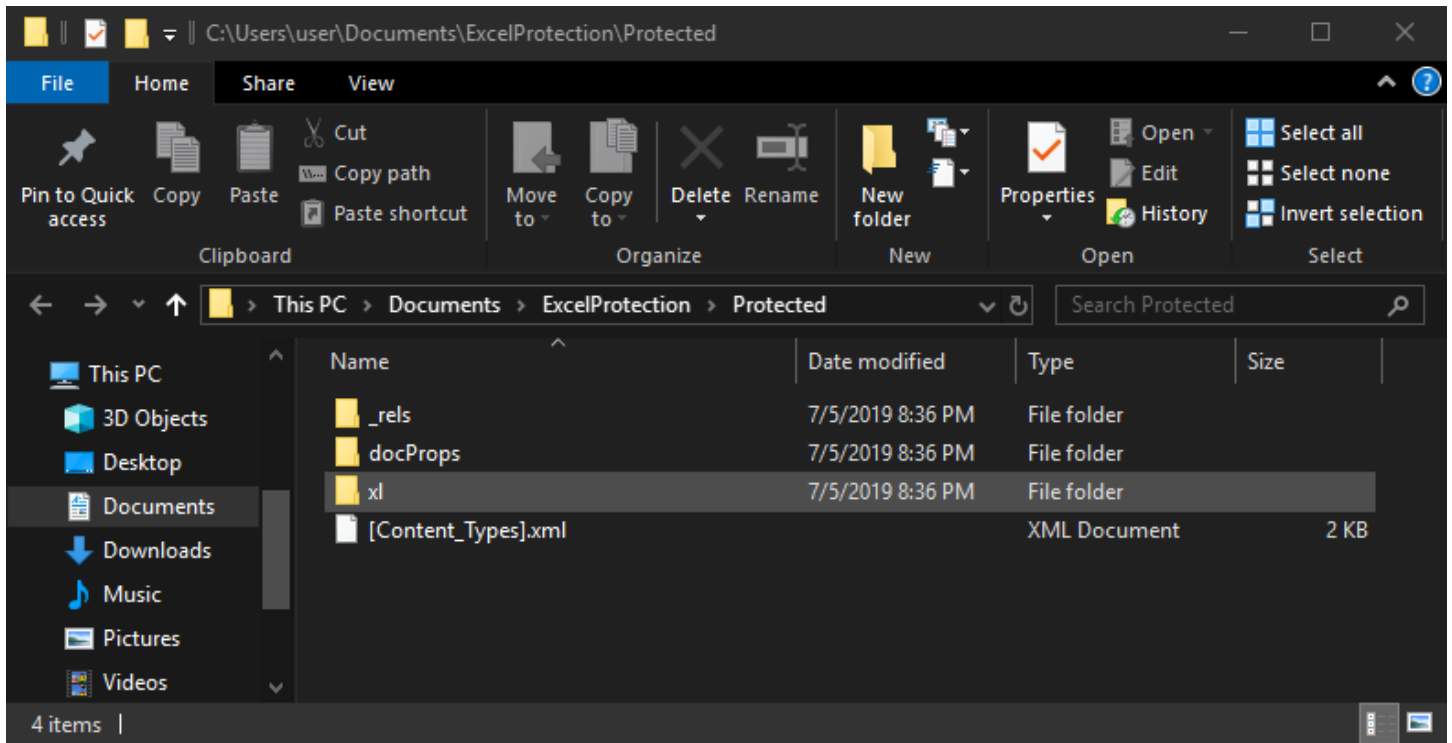 C:\Users\user\Documents\ExcelProtection\Protected
File Home Share View
Pin to Quick access
Copy
Paste
Cut
Copy path
Paste shortcut
Clipboard
Move to
Copy to
Delete
Rename
Organize
New folder
New
Properties
Open
Edit
History
Open
Select all
Select none
Invert selection
Select
This PC > Documents > ExcelProtection > Protected
Search Protected
This PC
3D Objects
Desktop
Documents
Downloads
Music
Pictures
Videos
Name Date modified Type Size
_rels 7/5/2019 8:36 PM File folder
docProps 7/5/2019 8:36 PM File folder
xl 7/5/2019 8:36 PM File folder
[Content_Types].xml XML Document 2 KB
4 items